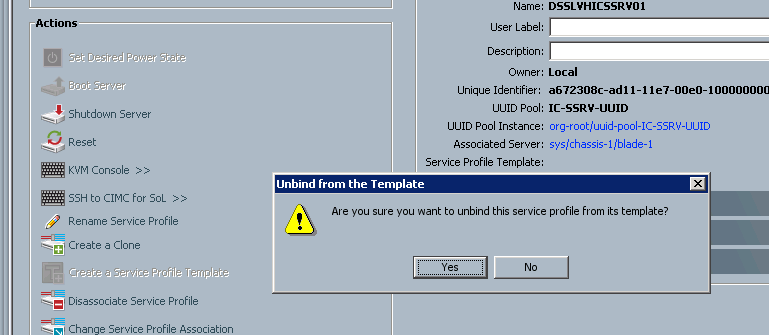 Actions
Set Desired Power State
Boot Server
Shutdown Server
Reset
KVM Console >>
SSH to CIMC for SoL >>
Rename Service Profile
Create a Clone
Create a Service Profile Template
Disassociate Service Profile
Change Service Profile Association
Name: DSSLVHICSSRV01
User Label:
Description:
Owner: Local
Unique Identifier: a672308c-ad11-11e7-00e0-100000000
UUID Pool: IC-SSRV-UUID
UUID Pool Instance: org-root/uuid-pool-IC-SSRV-UUID
Associated Server: sys/chassis-1/blade-1
Service Profile Template:
Unbind from the Template
Are you sure you want to unbind this service profile from its template?
Yes
No